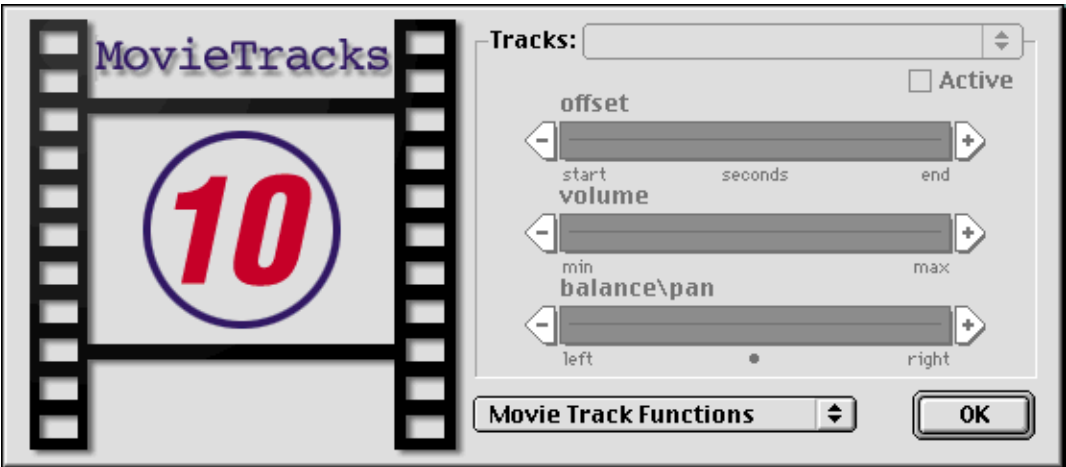 MovieTracks
10
Tracks:
Active
offset
- +
start seconds end
volume
- +
min max
balance\pan
- +
left right
Movie Track Functions
OK